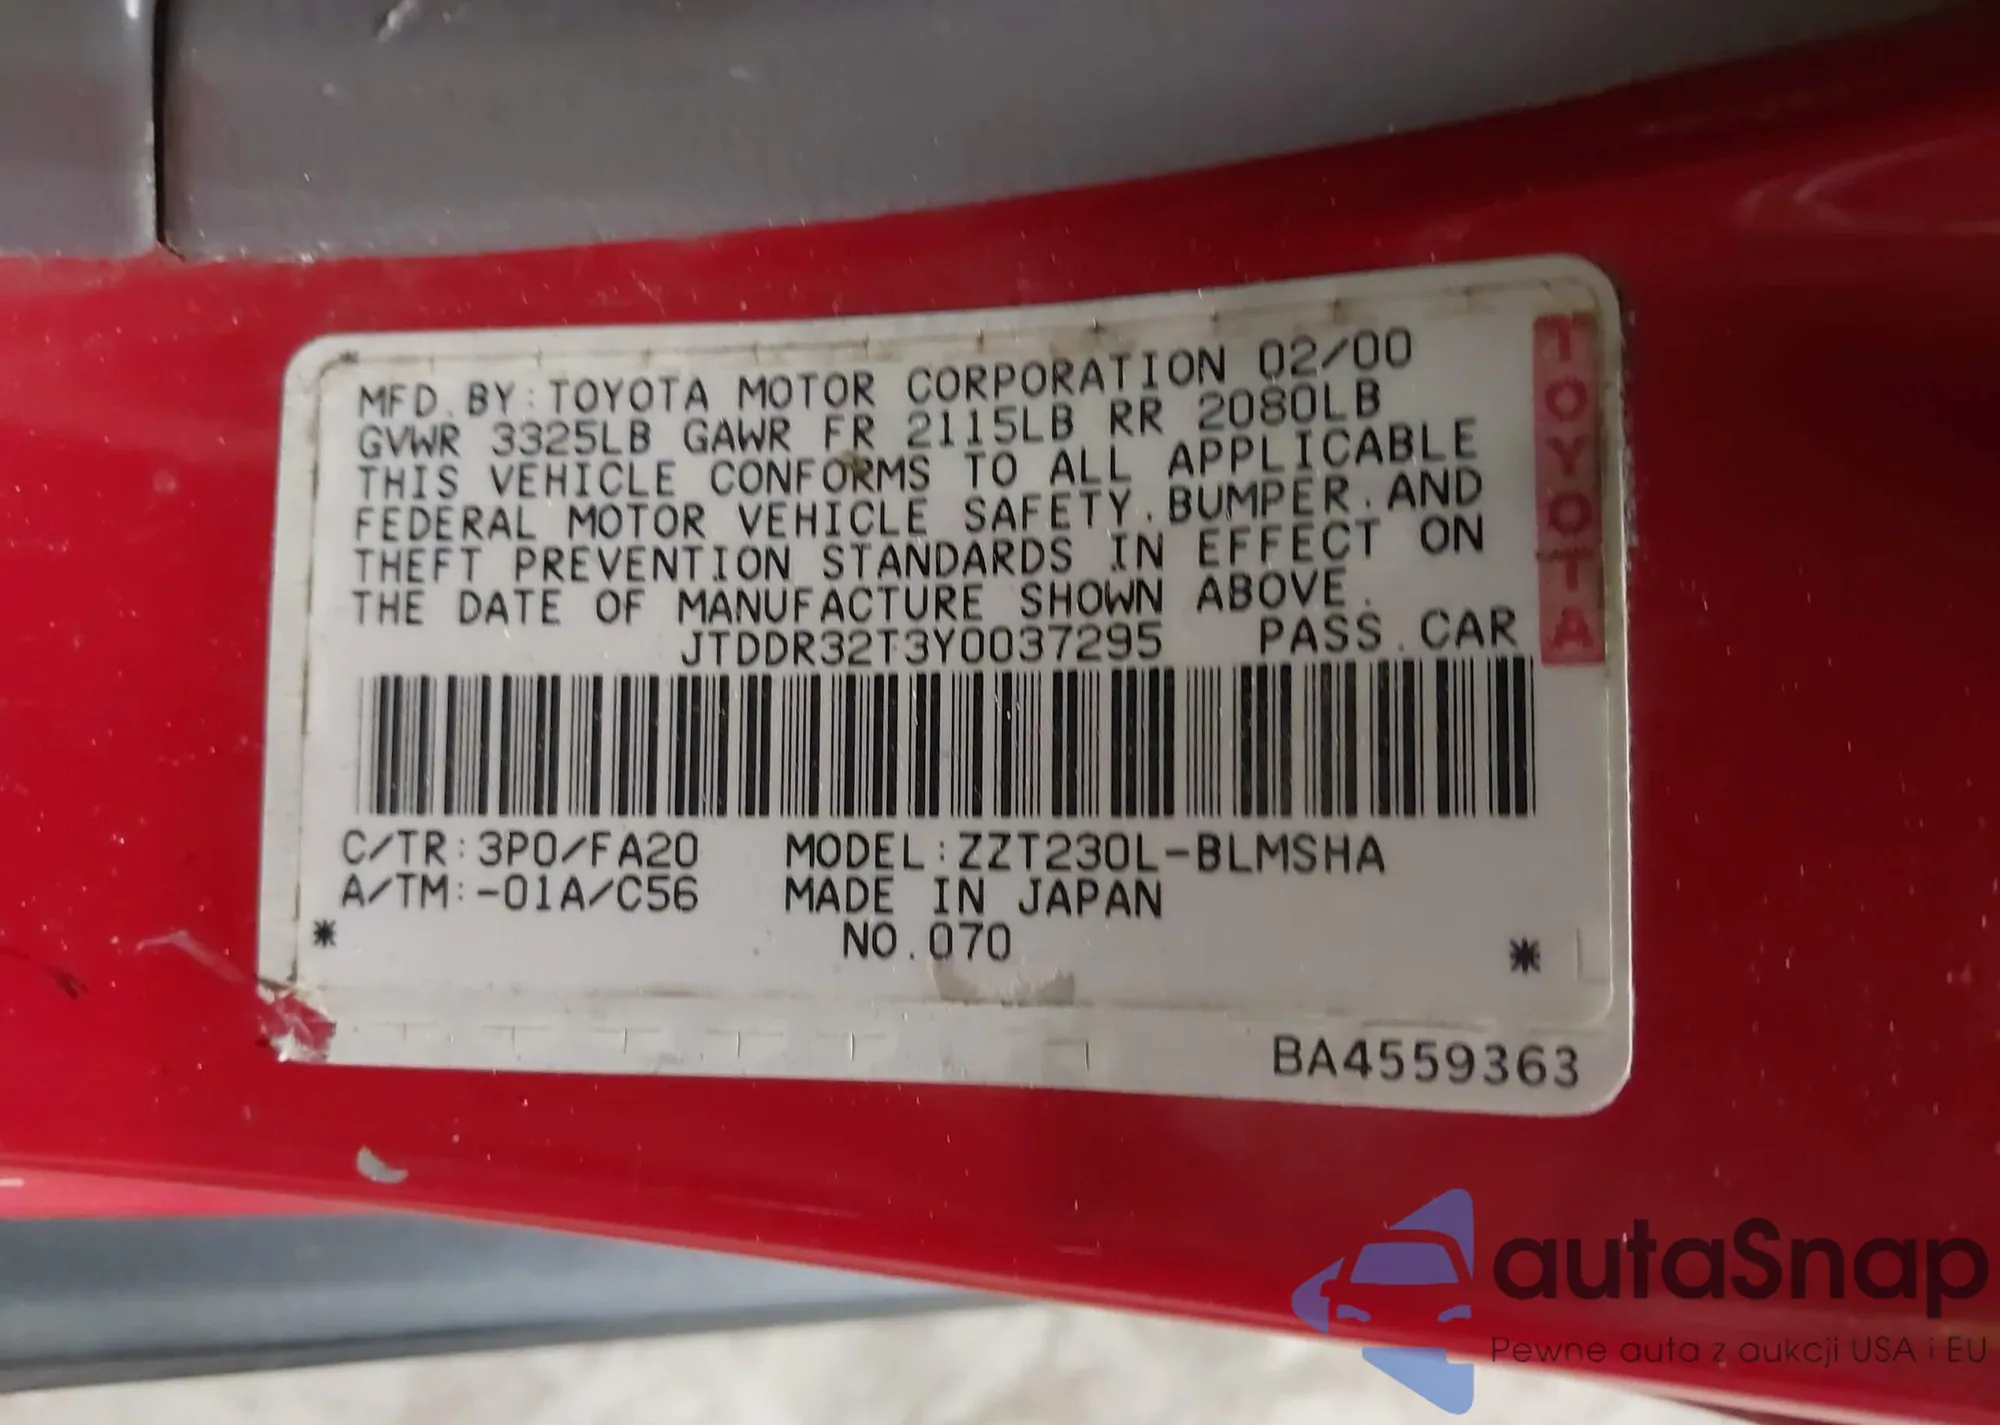 MFD. BY: TOYOTA MOTOR CORPORATION 02/00
GVWR 3325LB GAWR FR 2115LB RR 2080LB
THIS VEHICLE CONFORMS TO ALL APPLICABLE
FEDERAL MOTOR VEHICLE SAFETY. BUMPER. AND
THEFT PREVENTION STANDARDS IN EFFECT ON
THE DATE OF MANUFACTURE SHOWN ABOVE.
JTDDR32T3Y0037295 PASS. CAR
TOYOTA
C/TR: 3P0/FA20 MODEL: ZZT230L-BLMSHA
A/TM: -01A/C56 MADE IN JAPAN
* NO.070 *
BA4559363
autaSnap
Pewne auta z aukcji USA i EU